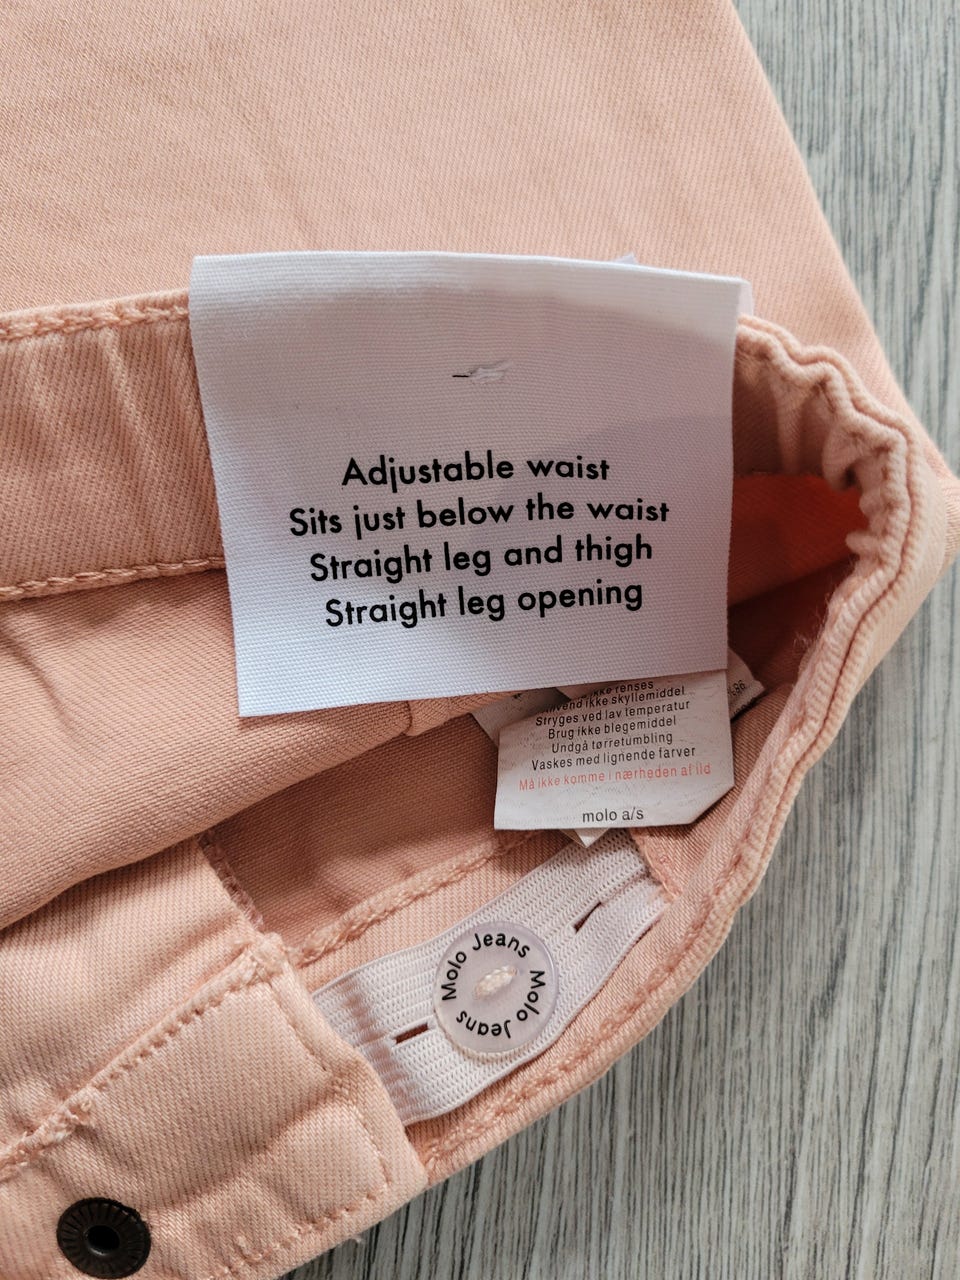 Adjustable waist
Sits just below the waist
Straight leg and thigh
Straight leg opening
ikke renses
ikke skyllemiddel
Stryges ved lav temperatur
Brug ikke blegemiddel
Undgå tørretumbling
Vaskes med lignende farver
Må ikke komme i nærheden af ild
molo a/s
Molo Jeans Molo Jeans